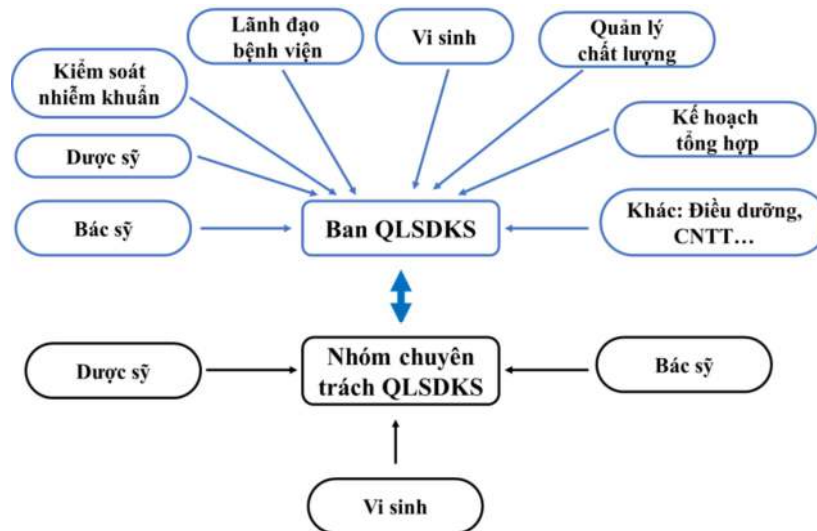 Lãnh đạo
bệnh viện
Vi sinh
Quản lý
chất lượng
Kiểm soát
nhiễm khuẩn
Kế hoạch
tổng hợp
Dược sỹ
Bác sỹ
Ban QLSDKS
Khác: Điều dưỡng,
CNTT...
Dược sỹ
Nhóm chuyên
trách QLSDKS
Bác sỹ
Vi sinh